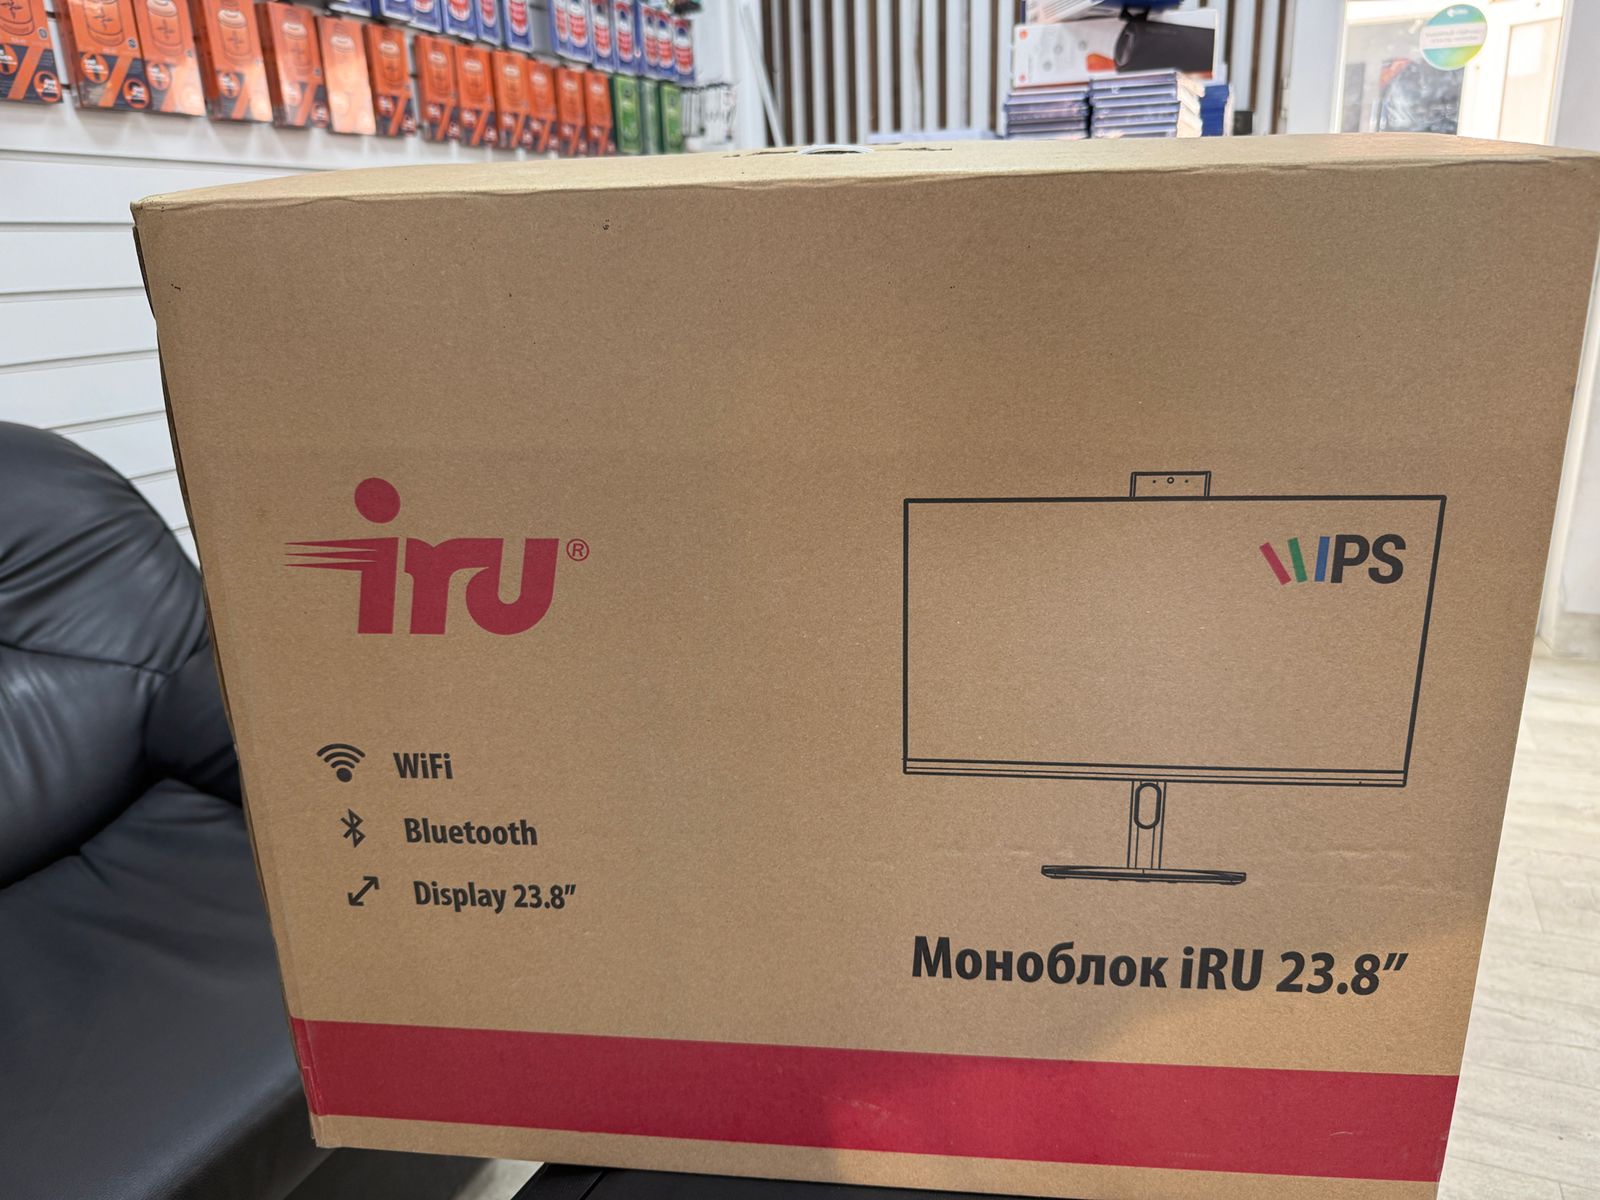 iru®
WiFi
Bluetooth
Display 23.8"
IPS
Моноблок iRU 23.8"